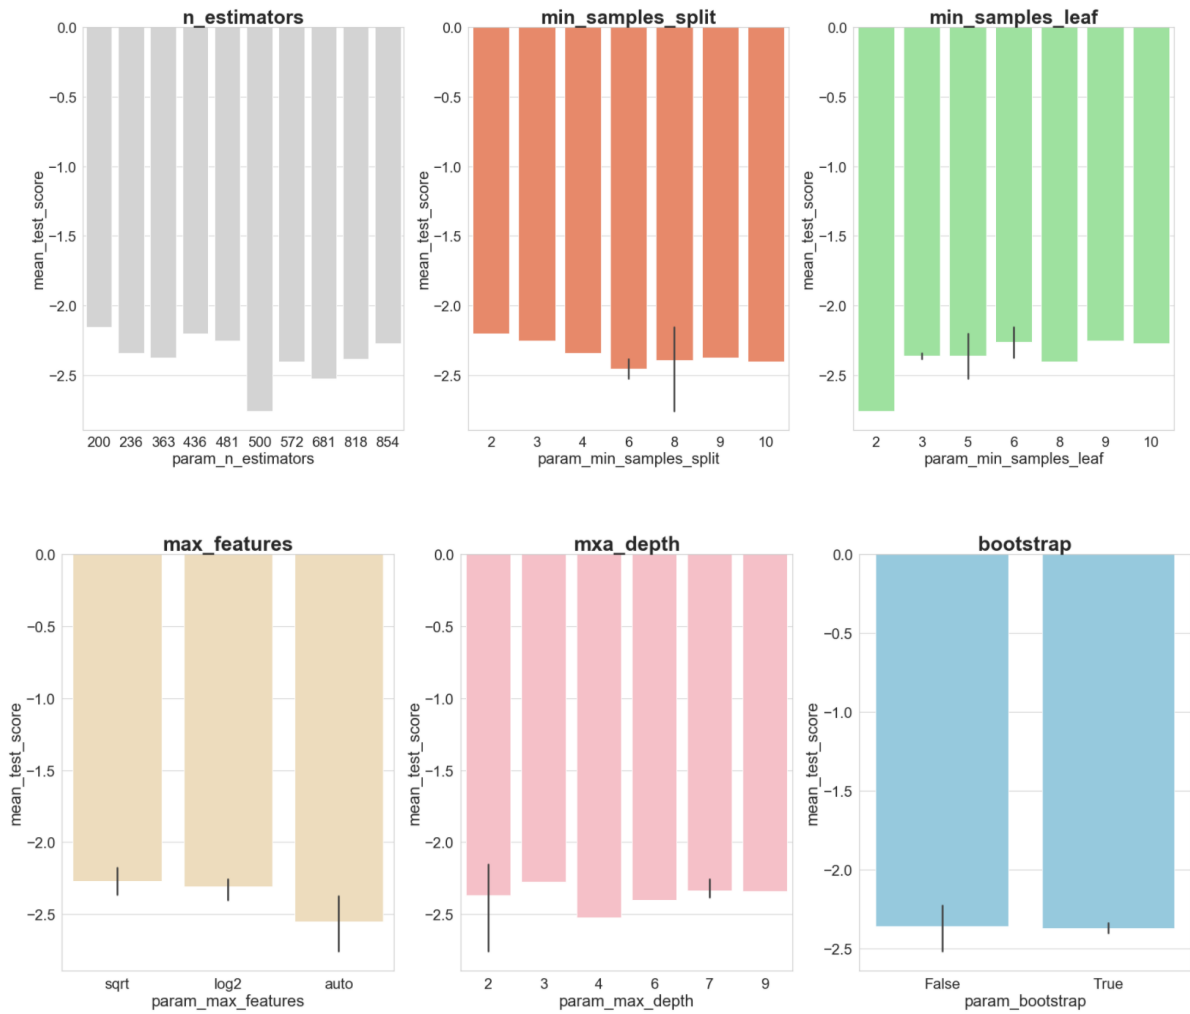 n_estimators
0.0
−0.5
−1.0
−1.5
−2.0
−2.5
mean_test_score
200 236 363 436 481 500 572 681 818 854
param_n_estimators
min_samples_split
0.0
−0.5
−1.0
−1.5
−2.0
−2.5
mean_test_score
2 3 4 6 8 9 10
param_min_samples_split
min_samples_leaf
0.0
−0.5
−1.0
−1.5
−2.0
−2.5
mean_test_score
2 3 5 6 8 9 10
param_min_samples_leaf
max_features
0.0
−0.5
−1.0
−1.5
−2.0
−2.5
mean_test_score
sqrt log2 auto
param_max_features
mxa_depth
0.0
−0.5
−1.0
−1.5
−2.0
−2.5
mean_test_score
2 3 4 6 7 9
param_max_depth
bootstrap
0.0
−0.5
−1.0
−1.5
−2.0
−2.5
mean_test_score
False True
param_bootstrap